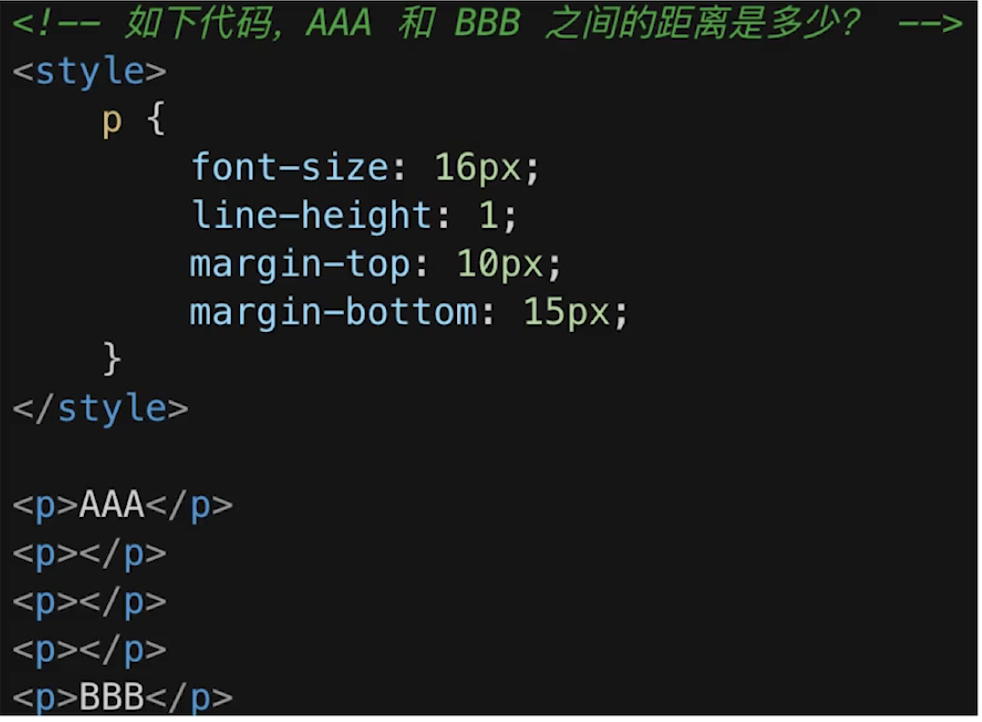 <!-- 如下代码，AAA 和 BBB 之间的距离是多少？ -->
<style>
    p {
        font-size: 16px;
        line-height: 1;
        margin-top: 10px;
        margin-bottom: 15px;
    }
</style>

<p>AAA</p>
<p></p>
<p></p>
<p></p>
<p>BBB</p>